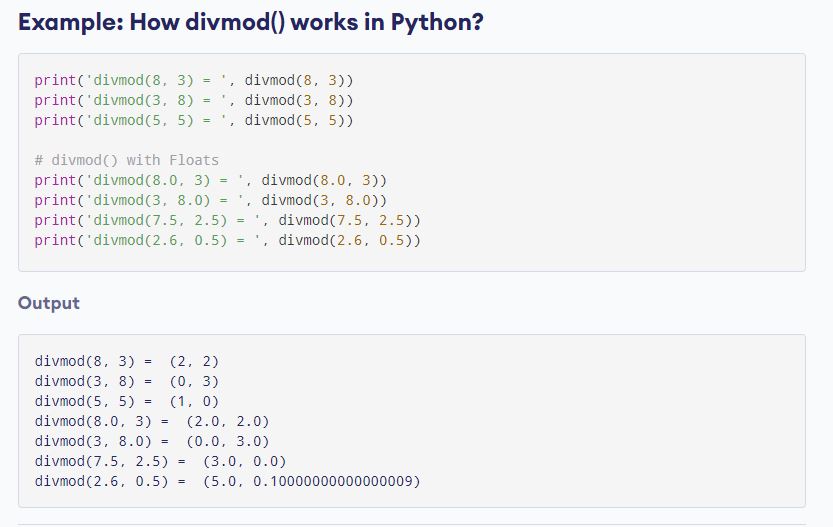 Example: How divmod() works in Python?
print('divmod(8, 3) = ', divmod(8, 3))
print('divmod(3, 8) = ', divmod(3, 8))
print('divmod(5, 5) = ', divmod(5, 5))
# divmod() with Floats
print('divmod(8.0, 3) = ', divmod(8.0, 3))
print('divmod(3, 8.0) = ', divmod(3, 8.0))
print('divmod(7.5, 2.5) = ', divmod(7.5, 2.5))
print('divmod(2.6, 0.5) = ', divmod(2.6, 0.5))
Output
divmod(8, 3) =  (2, 2)
divmod(3, 8) =  (0, 3)
divmod(5, 5) =  (1, 0)
divmod(8.0, 3) =  (2.0, 2.0)
divmod(3, 8.0) =  (0.0, 3.0)
divmod(7.5, 2.5) =  (3.0, 0.0)
divmod(2.6, 0.5) =  (5.0, 0.10000000000000009)